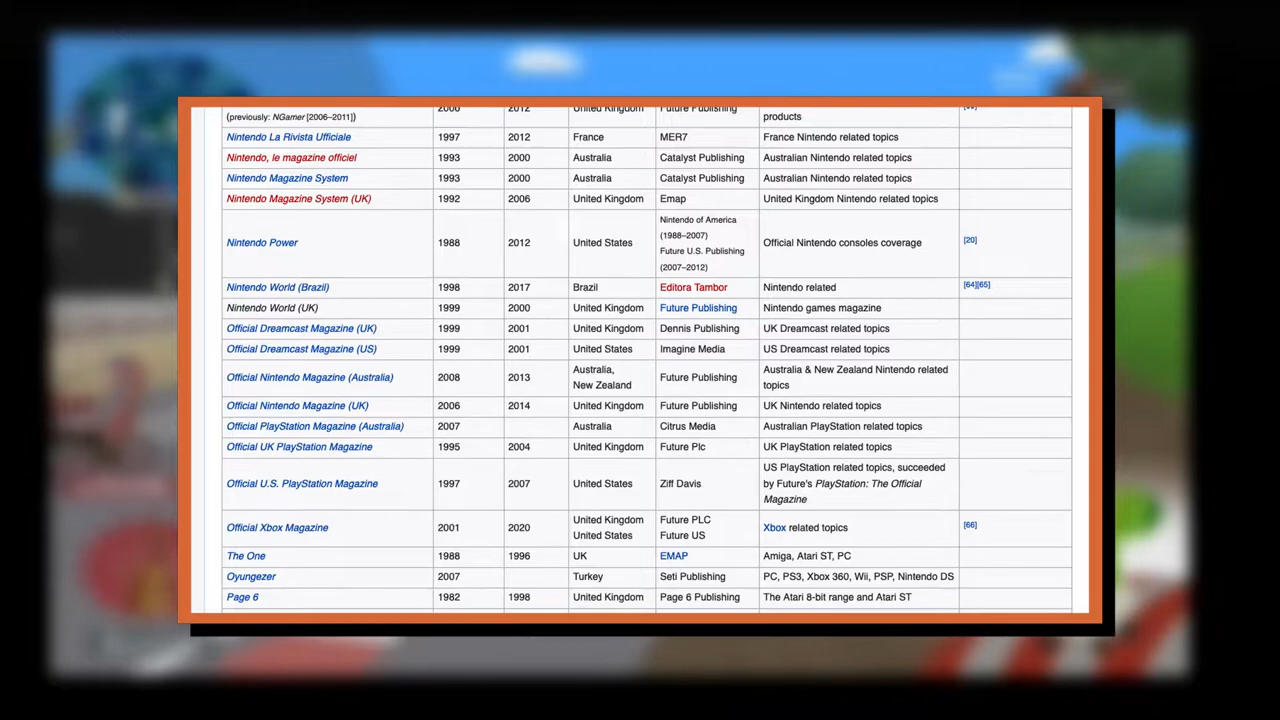 2000 2012 United Kingdom Future Publishing
(previously: NGamer [2006–2011]) products
Nintendo La Rivista Ufficiale 1997 2012 France MER7 France Nintendo related topics
Nintendo, le magazine officiel 1993 2000 Australia Catalyst Publishing Australian Nintendo related topics
Nintendo Magazine System 1993 2000 Australia Catalyst Publishing Australian Nintendo related topics
Nintendo Magazine System (UK) 1992 2006 United Kingdom Emap United Kingdom Nintendo related topics
Nintendo Power 1988 2012 United States Nintendo of America
(1988–2007)
Future U.S. Publishing
(2007–2012) Official Nintendo consoles coverage [20]
Nintendo World (Brazil) 1998 2017 Brazil Editora Tambor Nintendo related [64][65]
Nintendo World (UK) 1999 2000 United Kingdom Future Publishing Nintendo games magazine
Official Dreamcast Magazine (UK) 1999 2001 United Kingdom Dennis Publishing UK Dreamcast related topics
Official Dreamcast Magazine (US) 1999 2001 United States Imagine Media US Dreamcast related topics
Official Nintendo Magazine (Australia) 2008 2013 Australia,
New Zealand Future Publishing Australia & New Zealand Nintendo related
topics
Official Nintendo Magazine (UK) 2006 2014 United Kingdom Future Publishing UK Nintendo related topics
Official PlayStation Magazine (Australia) 2007 Australia Citrus Media Australian PlayStation related topics
Official UK PlayStation Magazine 1995 2004 United Kingdom Future Plc UK PlayStation related topics
Official U.S. PlayStation Magazine 1997 2007 United States Ziff Davis US PlayStation related topics, succeeded
by Future's PlayStation: The Official
Magazine
Official Xbox Magazine 2001 2020 United Kingdom
United States Future PLC
Future US Xbox related topics [66]
The One 1988 1996 UK EMAP Amiga, Atari ST, PC
Oyungezer 2007 Turkey Seti Publishing PC, PS3, Xbox 360, Wii, PSP, Nintendo DS
Page 6 1982 1998 United Kingdom Page 6 Publishing The Atari 8-bit range and Atari ST